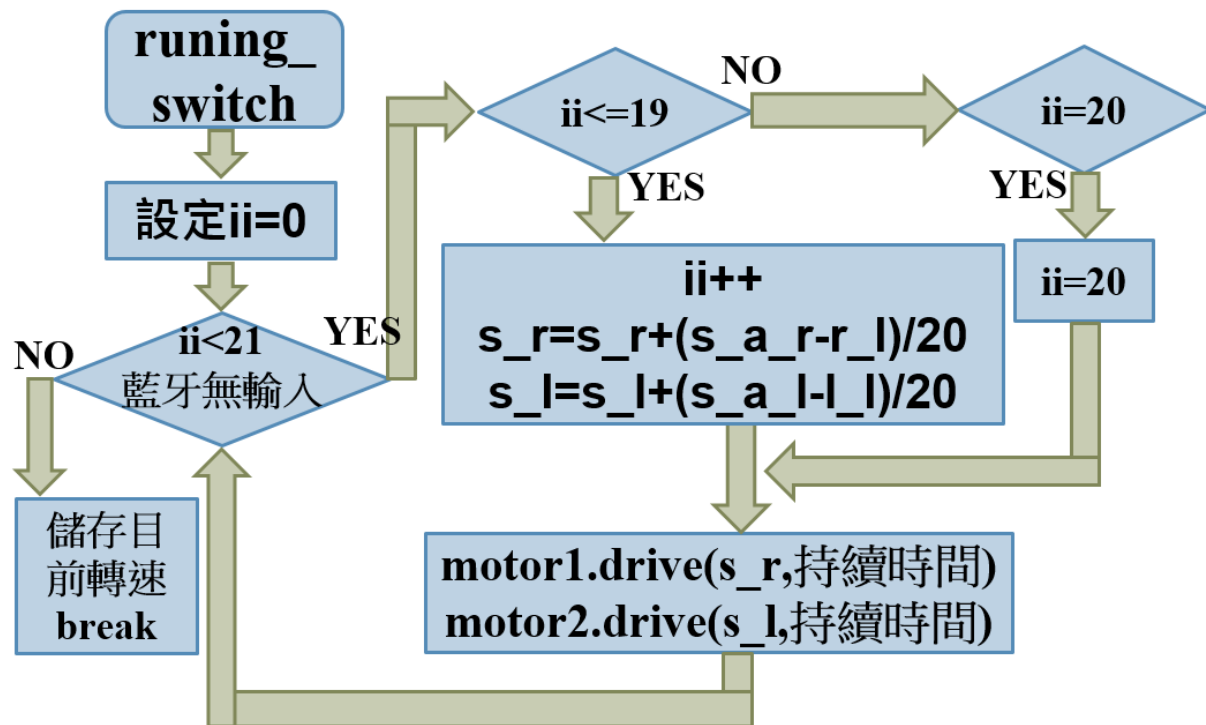 runing_
switch
設定ii=0
ii<21
藍牙無輸入
NO
YES
儲存目
前轉速
break
ii<=19
NO
YES
ii=20
YES
ii=20
ii++
s_r=s_r+(s_a_r-r_l)/20
s_l=s_l+(s_a_l-l_l)/20
motor1.drive(s_r,持續時間)
motor2.drive(s_l,持續時間)